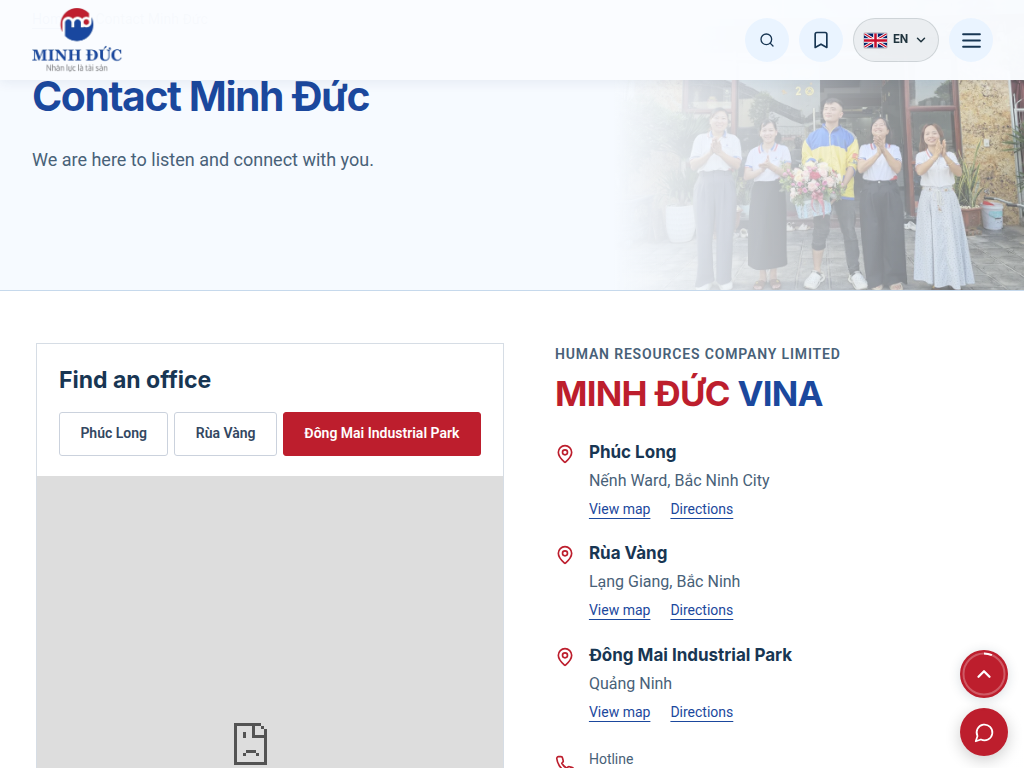 MINH ĐỨC
Nhân lực là tài sản
EN
Contact Minh Đức
We are here to listen and connect with you.
Find an office
Phúc Long
Rùa Vàng
Đông Mai Industrial Park
HUMAN RESOURCES COMPANY LIMITED
MINH ĐỨC VINA
Phúc Long
Nếnh Ward, Bắc Ninh City
View map Directions
Rùa Vàng
Lạng Giang, Bắc Ninh
View map Directions
Đông Mai Industrial Park
Quảng Ninh
View map Directions
Hotline